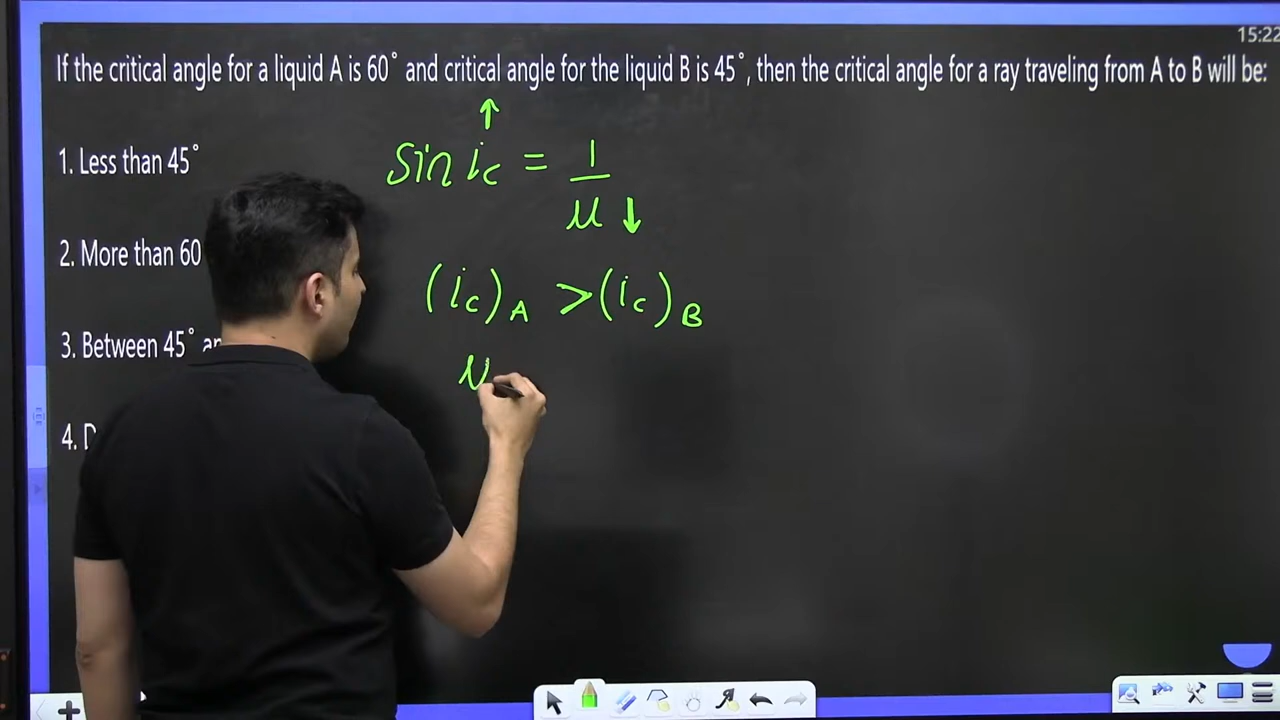 15:22
If the critical angle for a liquid A is 60° and critical angle for the liquid B is 45°, then the critical angle for a ray traveling from A to B will be:
sin ic = 1/μ
1. Less than 45°
2. More than 60
(ic)A > (ic)B
3. Between 45°
μ
4.